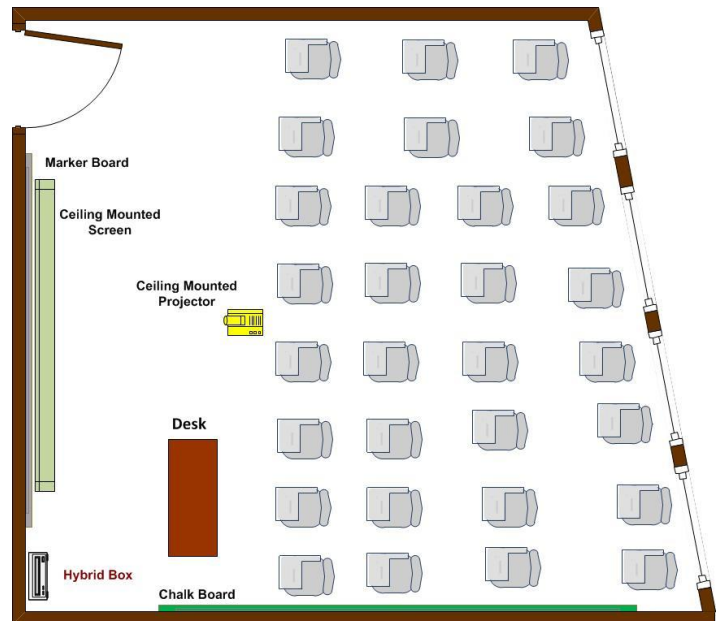 Marker Board
Ceiling Mounted
Screen
Ceiling Mounted
Projector
Desk
Hybrid Box
Chalk Board